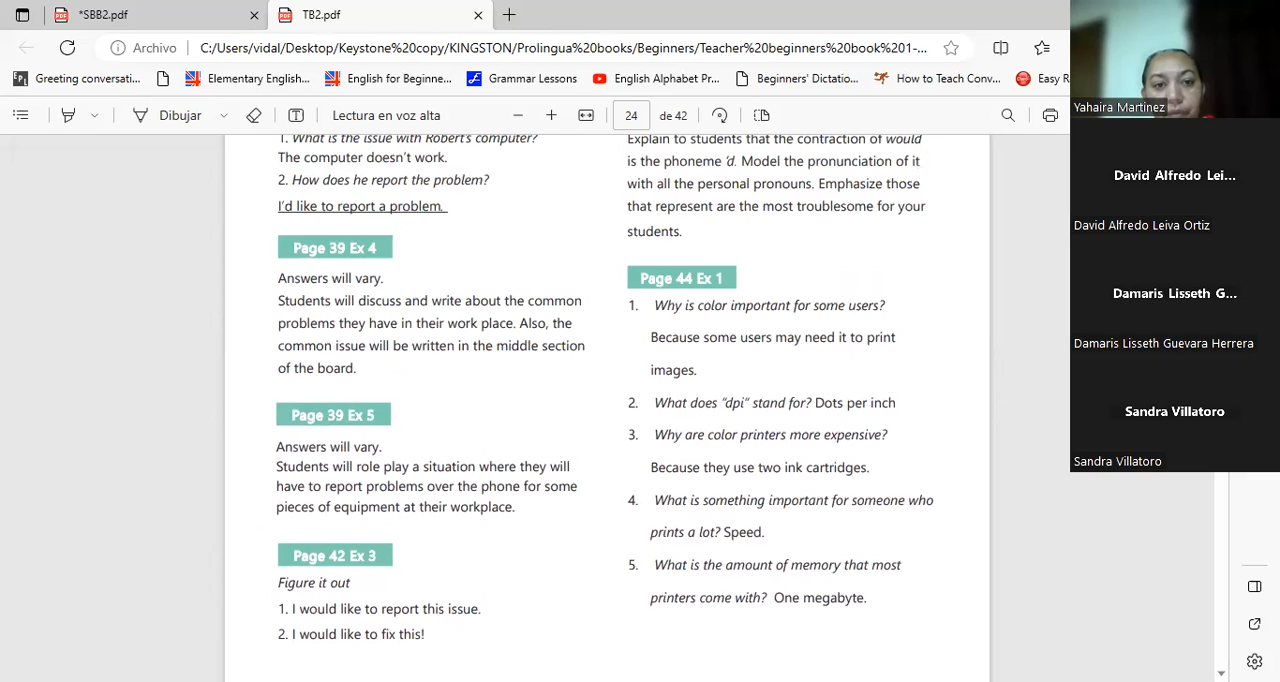 *SBB2.pdf
TB2.pdf
Archivo
C:/Users/vidal/Desktop/Keystone%20copy/KINGSTON/Prolingua%20books/Beginners/Teacher%20beginners%20book%201-...
Greeting conversati...
Elementary English...
English for Beginne...
Grammar Lessons
English Alphabet Pr...
Beginners' Dictatio...
How to Teach Conv...
Easy R
Dibujar
Lectura en voz alta
24
de 42
1. What is the issue with Robert's computer?
The computer doesn't work.
2. How does he report the problem?
I'd like to report a problem.
Page 39 Ex 4
Answers will vary.
Students will discuss and write about the common
problems they have in their work place. Also, the
common issue will be written in the middle section
of the board.
Page 39 Ex 5
Answers will vary.
Students will role play a situation where they will
have to report problems over the phone for some
pieces of equipment at their workplace.
Page 42 Ex 3
Figure it out
1. I would like to report this issue.
2. I would like to fix this!
Explain to students that the contraction of would
is the phoneme 'd. Model the pronunciation of it
with all the personal pronouns. Emphasize those
that represent are the most troublesome for your
students.
Page 44 Ex 1
1. Why is color important for some users?
Because some users may need it to print
images.
2. What does "dpi" stand for? Dots per inch
3. Why are color printers more expensive?
Because they use two ink cartridges.
4. What is something important for someone who
prints a lot? Speed.
5. What is the amount of memory that most
printers come with? One megabyte.
Yahaira Martinez
David Alfredo Lei...
David Alfredo Leiva Ortiz
Damaris Lisseth G...
Damaris Lisseth Guevara Herrera
Sandra Villatoro
Sandra Villatoro